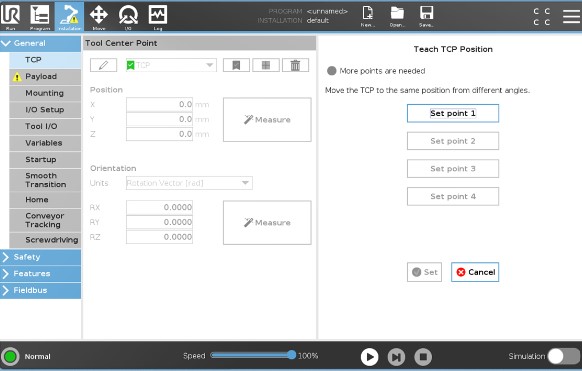 PROGRAM <unnamed>
INSTALLATION default
Run Program Installation Move I/O Log New... Open... Save...
C C
C C
General
TCP
Payload
Mounting
I/O Setup
Tool I/O
Variables
Startup
Smooth
Transition
Home
Conveyor
Tracking
Screwdriving
Safety
Features
Fieldbus
Tool Center Point
TCP
Position
X 0.0 mm
Y 0.0 mm
Z 0.0 mm
Measure
Orientation
Units Rotation Vector [rad]
RX 0.0000
RY 0.0000
RZ 0.0000
Measure
Teach TCP Position
More points are needed
Move the TCP to the same position from different angles.
Set point 1
Set point 2
Set point 3
Set point 4
Set Cancel
Normal Speed 100% Simulation